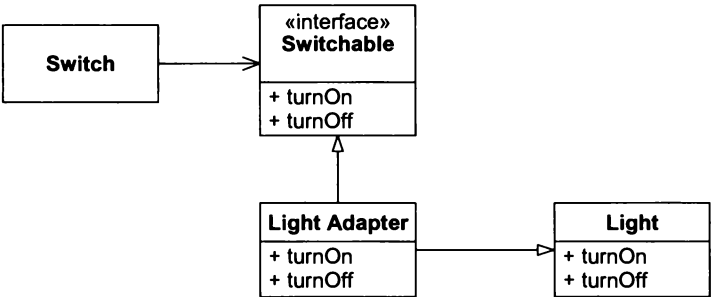 Switch
«interface»
Switchable
+ turnOn
+ turnOff
Light Adapter
+ turnOn
+ turnOff
Light
+ turnOn
+ turnOff